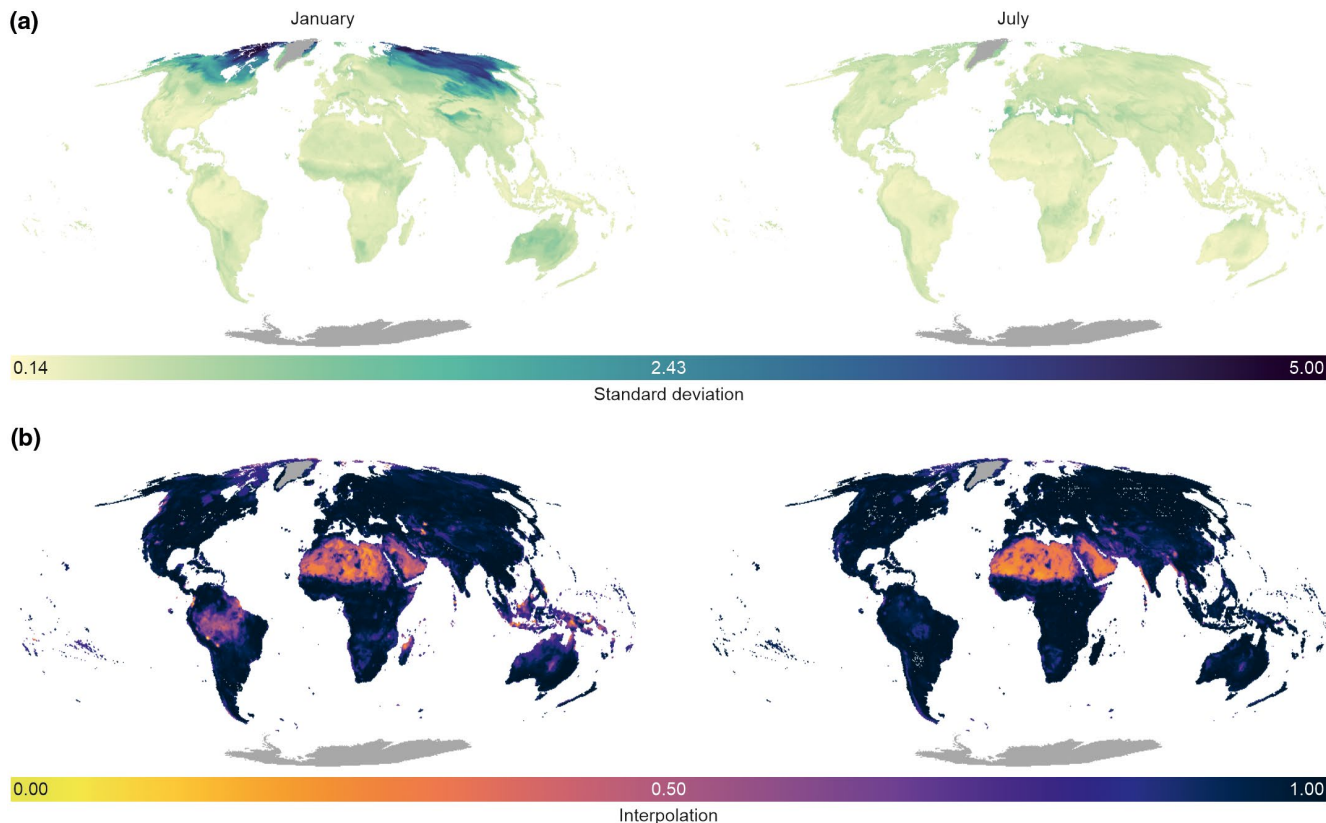 (a)
January
July
0.14
2.43
5.00
Standard deviation
(b)
0.00
0.50
1.00
Interpolation